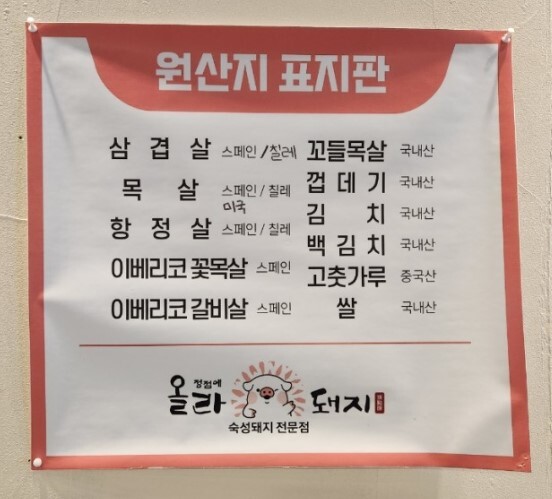 원산지 표지판
삼겹살 스페인 /칠레
목살 스페인 / 칠레
미국
항정살 스페인 / 칠레
이베리코 꽃목살 스페인
이베리코 갈비살 스페인
꼬들목살 국내산
껍데기 국내산
김치 국내산
백김치 국내산
고춧가루 중국산
쌀 국내산
정점에
올라 돼지
숙성돼지 전문점